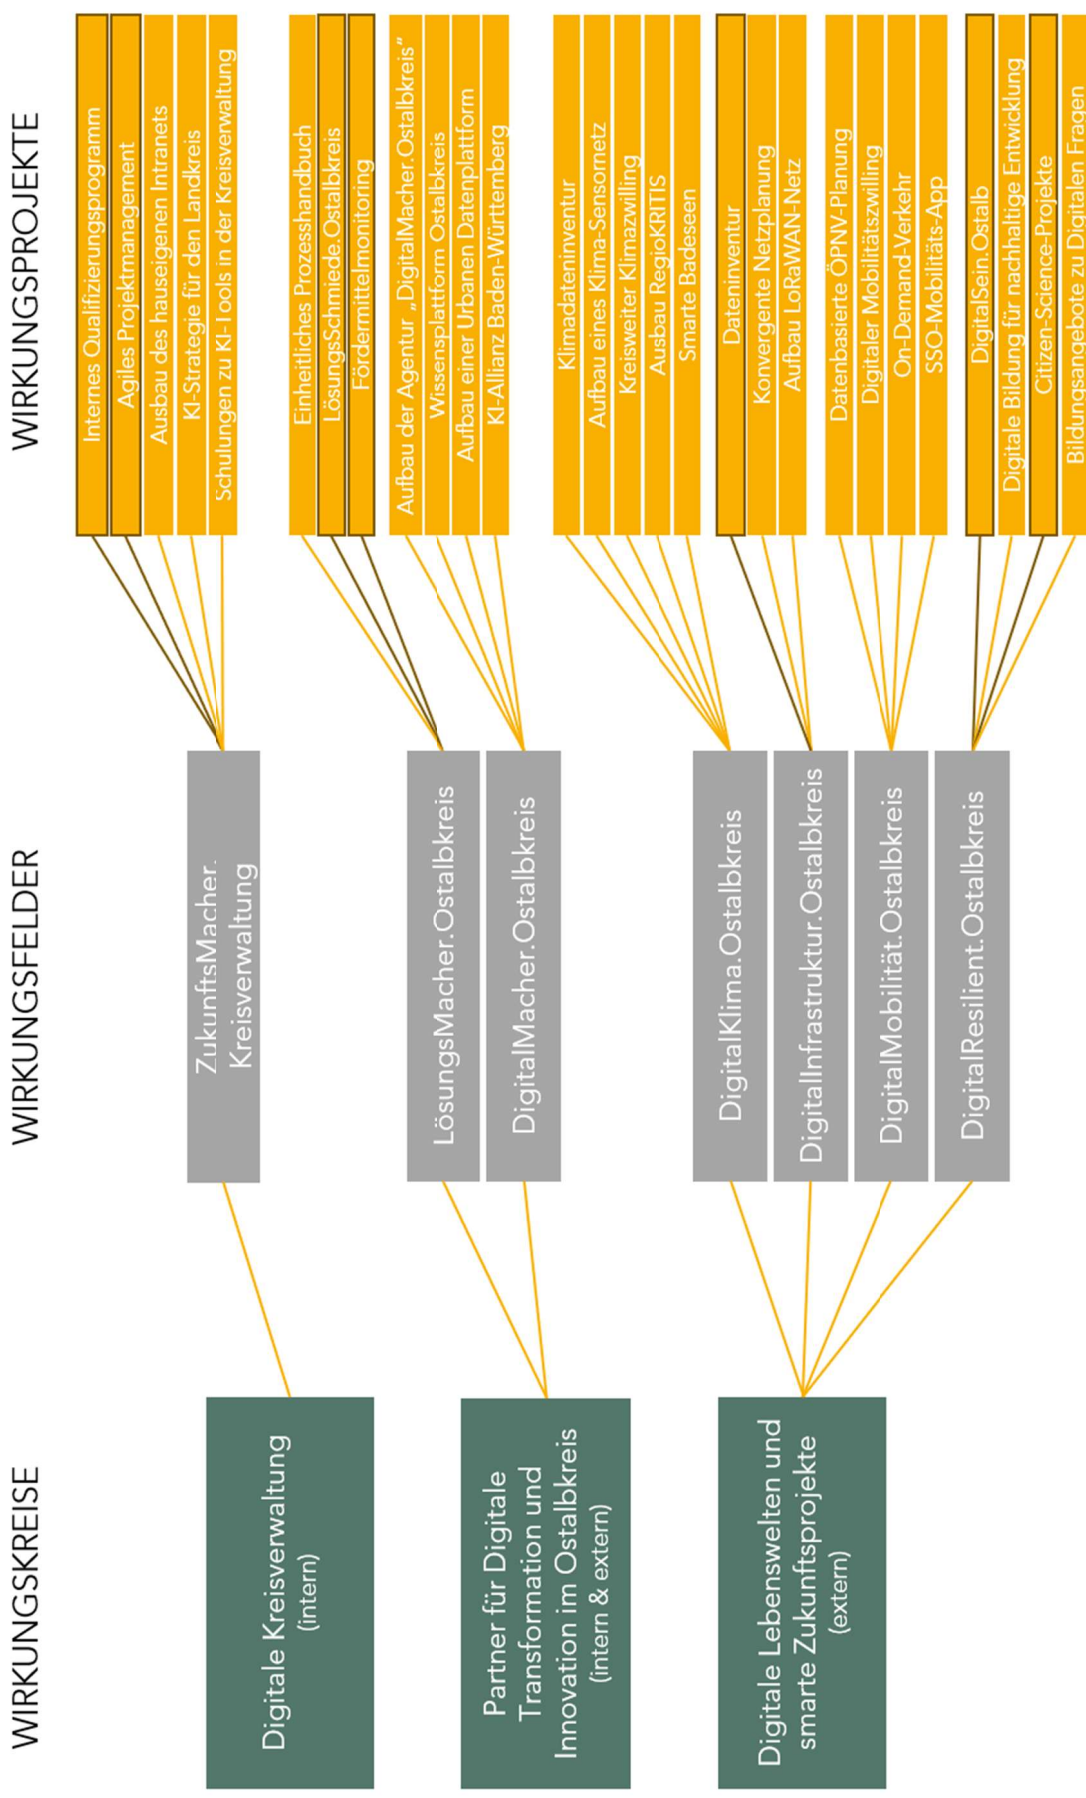 WIRKUNGSKREISE
Digitale Kreisverwaltung
(intern)
Partner für Digitale
Transformation und
Innovation im Ostalbkreis
(intern & extern)
Digitale Lebenswelten und
smarte Zukunftsprojekte
(extern)
WIRKUNGSFELDER
ZukunftsMacher.
Kreisverwaltung
LösungsMacher.Ostalbkreis
DigitalMacher.Ostalbkreis
DigitalKlima.Ostalbkreis
DigitalInfrastruktur.Ostalbkreis
DigitalMobilität.Ostalbkreis
DigitalResilient.Ostalbkreis
WIRKUNGSPROJEKTE
Internes Qualifizierungsprogramm
Agiles Projektmanagement
Ausbau des hauseigenen Intranets
KI-Strategie für den Landkreis
Schulungen zu KI-Tools in der Kreisverwaltung
Einheitliches Prozesshandbuch
LösungsSchmiede.Ostalbkreis
Fördermittelmonitoring
Aufbau der Agentur „DigitalMacher.Ostalbkreis“
Wissensplattform Ostalbkreis
Aufbau einer Urbanen Datenplattform
KI-Allianz Baden-Württemberg
Klimadateninventur
Aufbau eines Klima-Sensornetz
Kreisweiter Klimazwilling
Ausbau RegioKRITIS
Smarte Badeseen
Dateninventur
Konvergente Netzplanung
Aufbau LoRaWAN-Netz
Datenbasierte ÖPNV-Planung
Digitaler Mobilitätszwilling
On-Demand-Verkehr
SSO-Mobilitäts-App
DigitalSein.Ostalb
Digitale Bildung für nachhaltige Entwicklung
Citizen-Science-Projekte
Bildungsangebote zu Digitalen Fragen